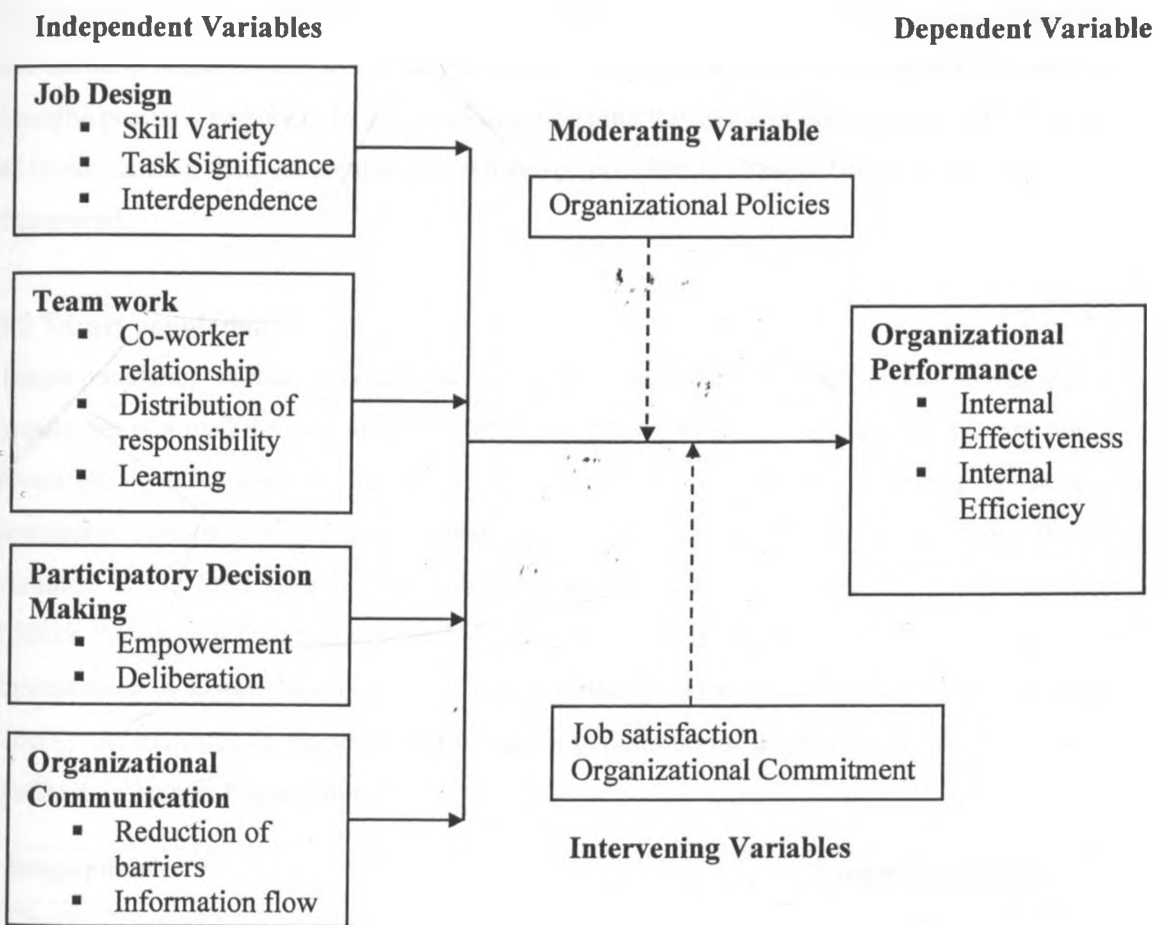 Independent Variables
Dependent Variable
Job Design
▪ Skill Variety
▪ Task Significance
▪ Interdependence
Moderating Variable
Organizational Policies
Team work
▪ Co-worker
relationship
▪ Distribution of
responsibility
▪ Learning
Organizational
Performance
▪ Internal
Effectiveness
▪ Internal
Efficiency
Participatory Decision
Making
▪ Empowerment
▪ Deliberation
Job satisfaction
Organizational Commitment
Intervening Variables
Organizational
Communication
▪ Reduction of
barriers
▪ Information flow